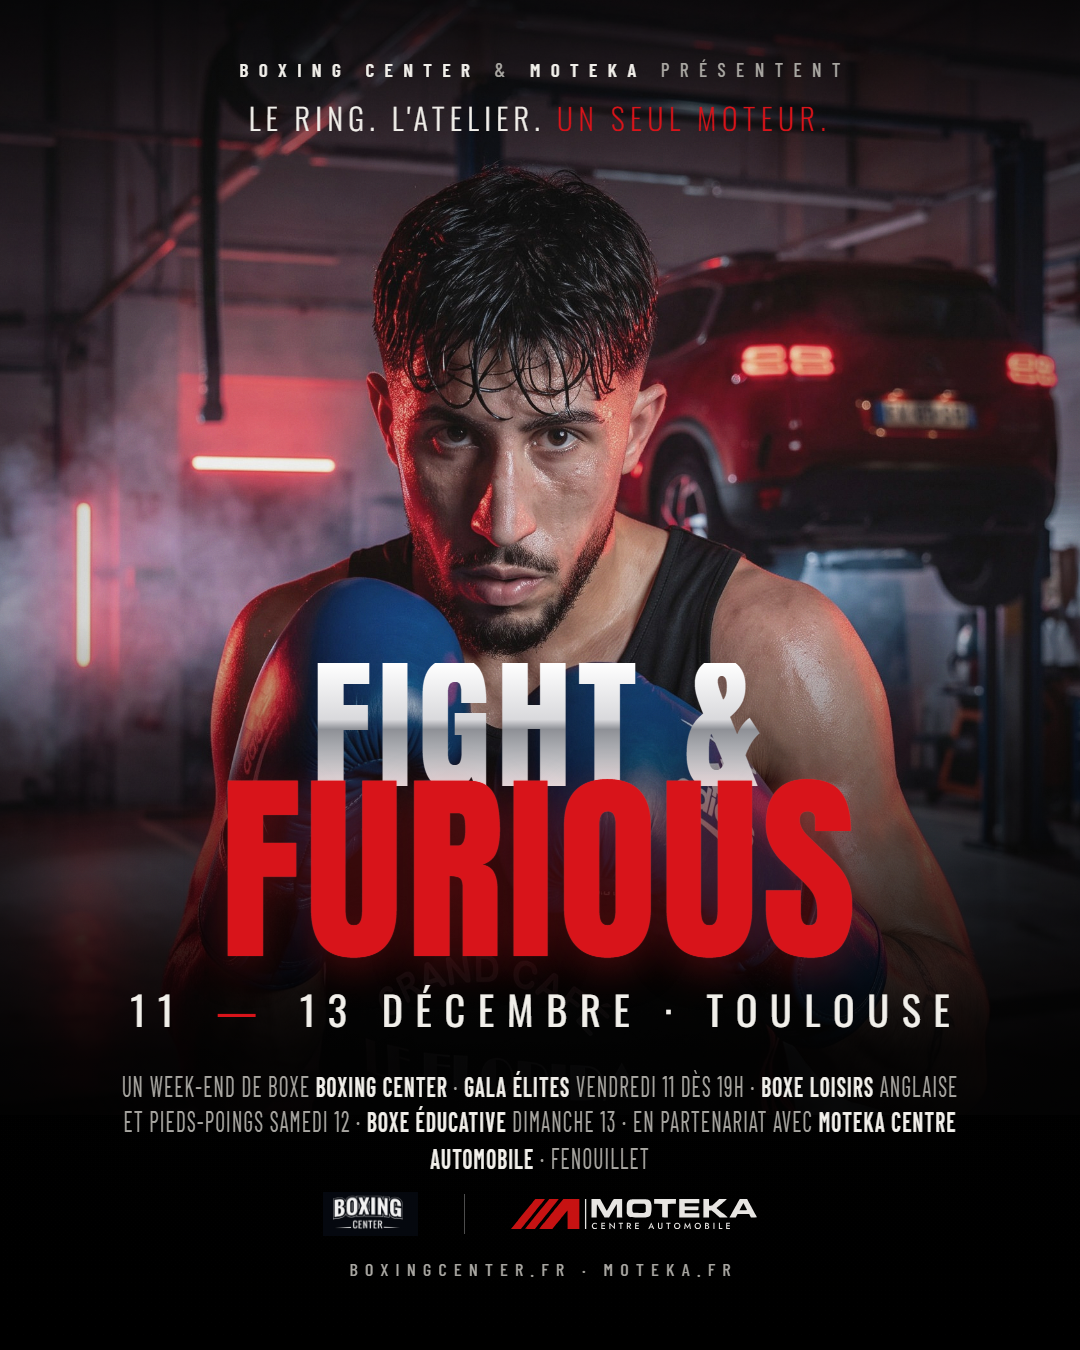 BOXING CENTER & MOTEKA PRÉSENTENT
LE RING. L'ATELIER. UN SEUL MOTEUR.
FIGHT &
FURIOUS
11 — 13 DÉCEMBRE · TOULOUSE
UN WEEK-END DE BOXE BOXING CENTER · GALA ÉLITES VENDREDI 11 DÈS 19H · BOXE LOISIRS ANGLAISE
ET PIEDS-POINGS SAMEDI 12 · BOXE ÉDUCATIVE DIMANCHE 13 · EN PARTENARIAT AVEC MOTEKA CENTRE
AUTOMOBILE · FENOUILLET
BOXING CENTER
MOTEKA
CENTRE AUTOMOBILE
BOXINGCENTER.FR · MOTEKA.FR